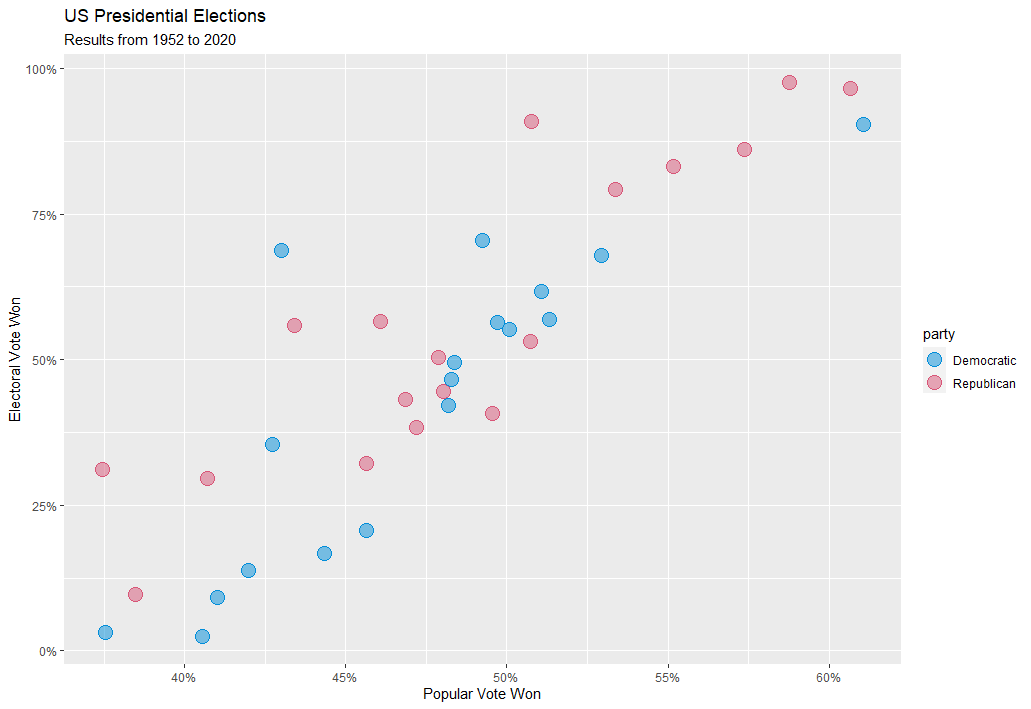 US Presidential Elections
Results from 1952 to 2020
100%
75%
50%
25%
0%
Electoral Vote Won
40%
45%
50%
55%
60%
Popular Vote Won
party
Democratic
Republican